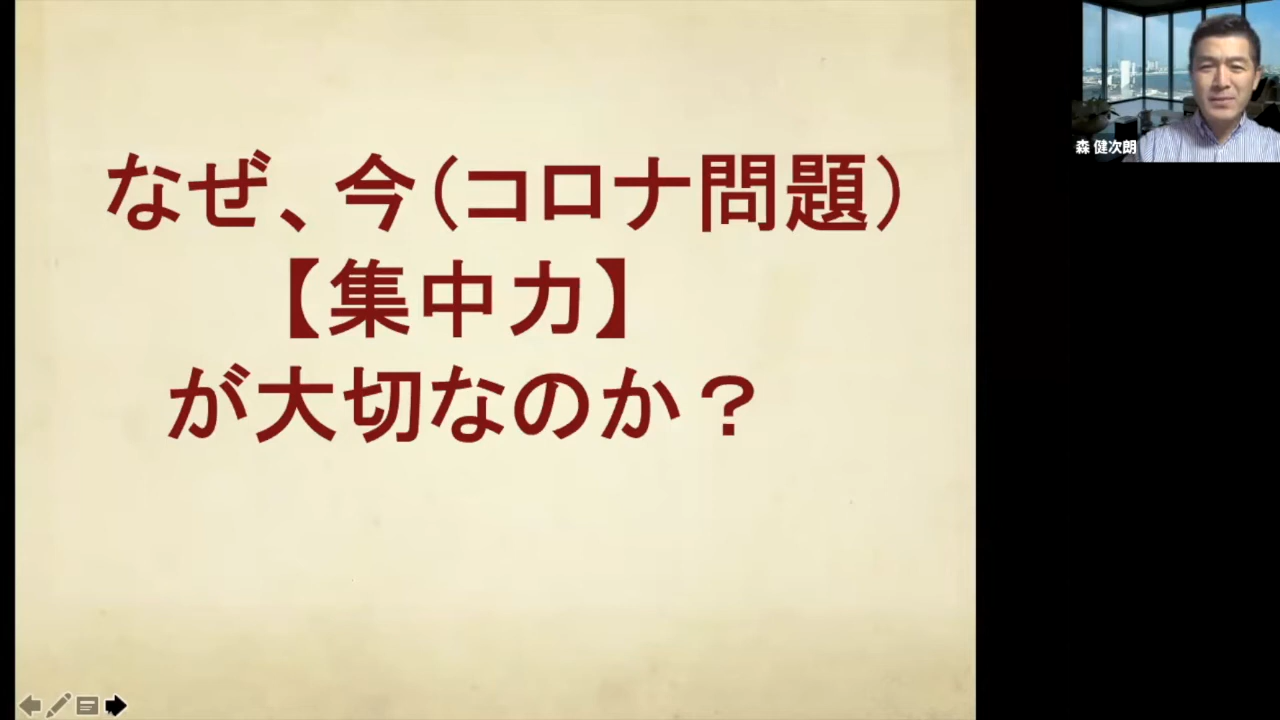 なぜ、今（コロナ問題）
【集中力】
が大切なのか？
森 健次朗